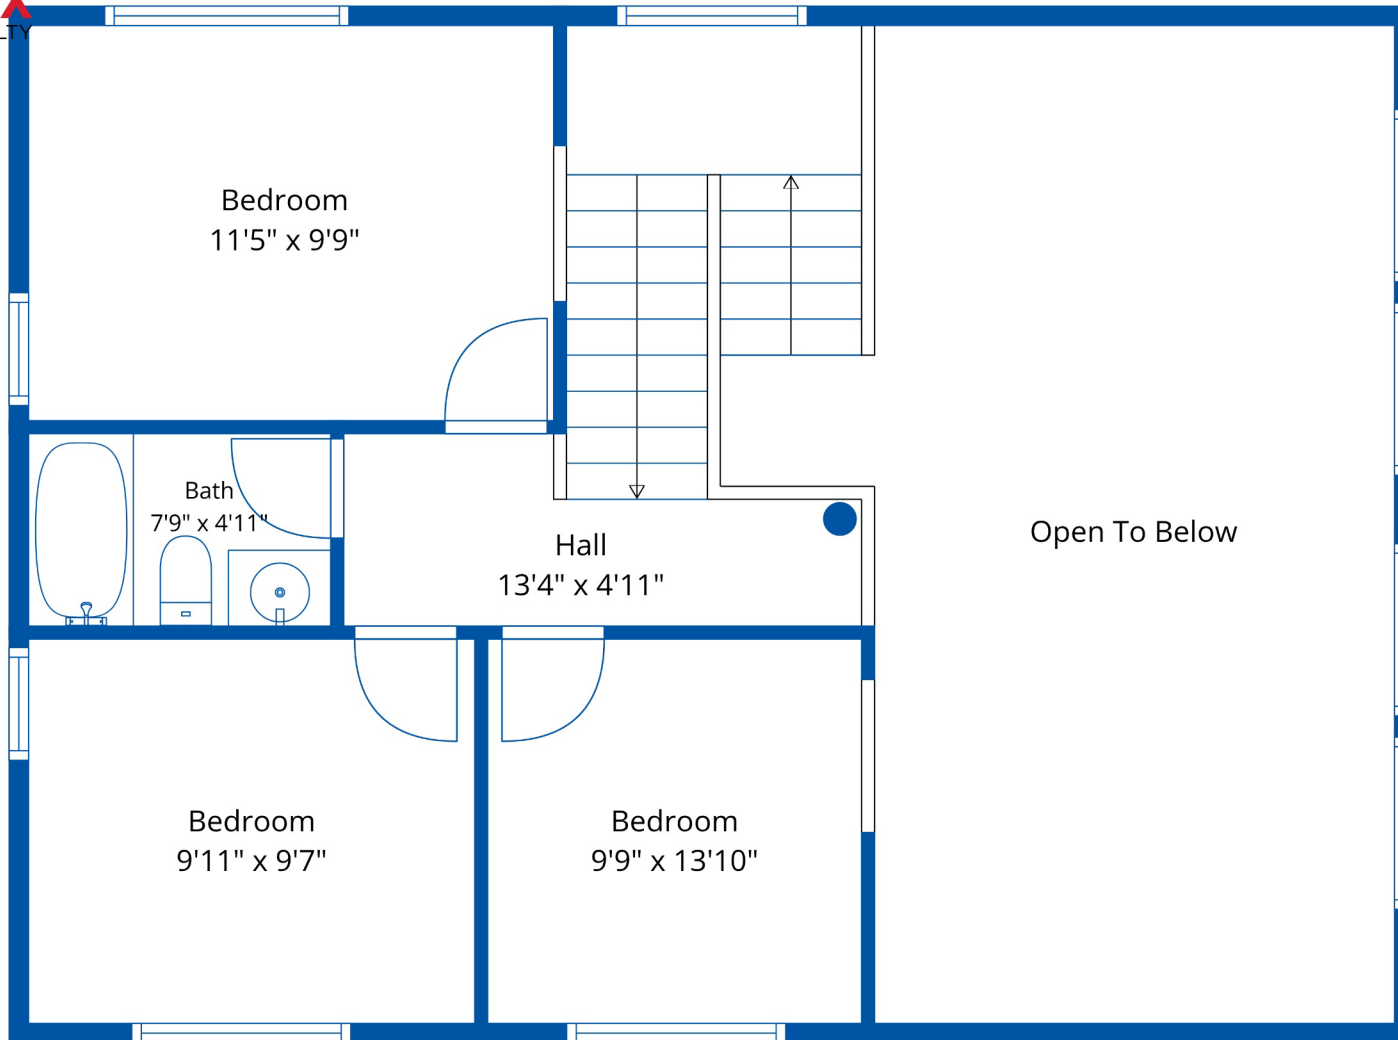 LTY
Bedroom
11'5" x 9'9"
Bath
7'9" x 4'11"
Hall
13'4" x 4'11"
Open To Below
Bedroom
9'11" x 9'7"
Bedroom
9'9" x 13'10"